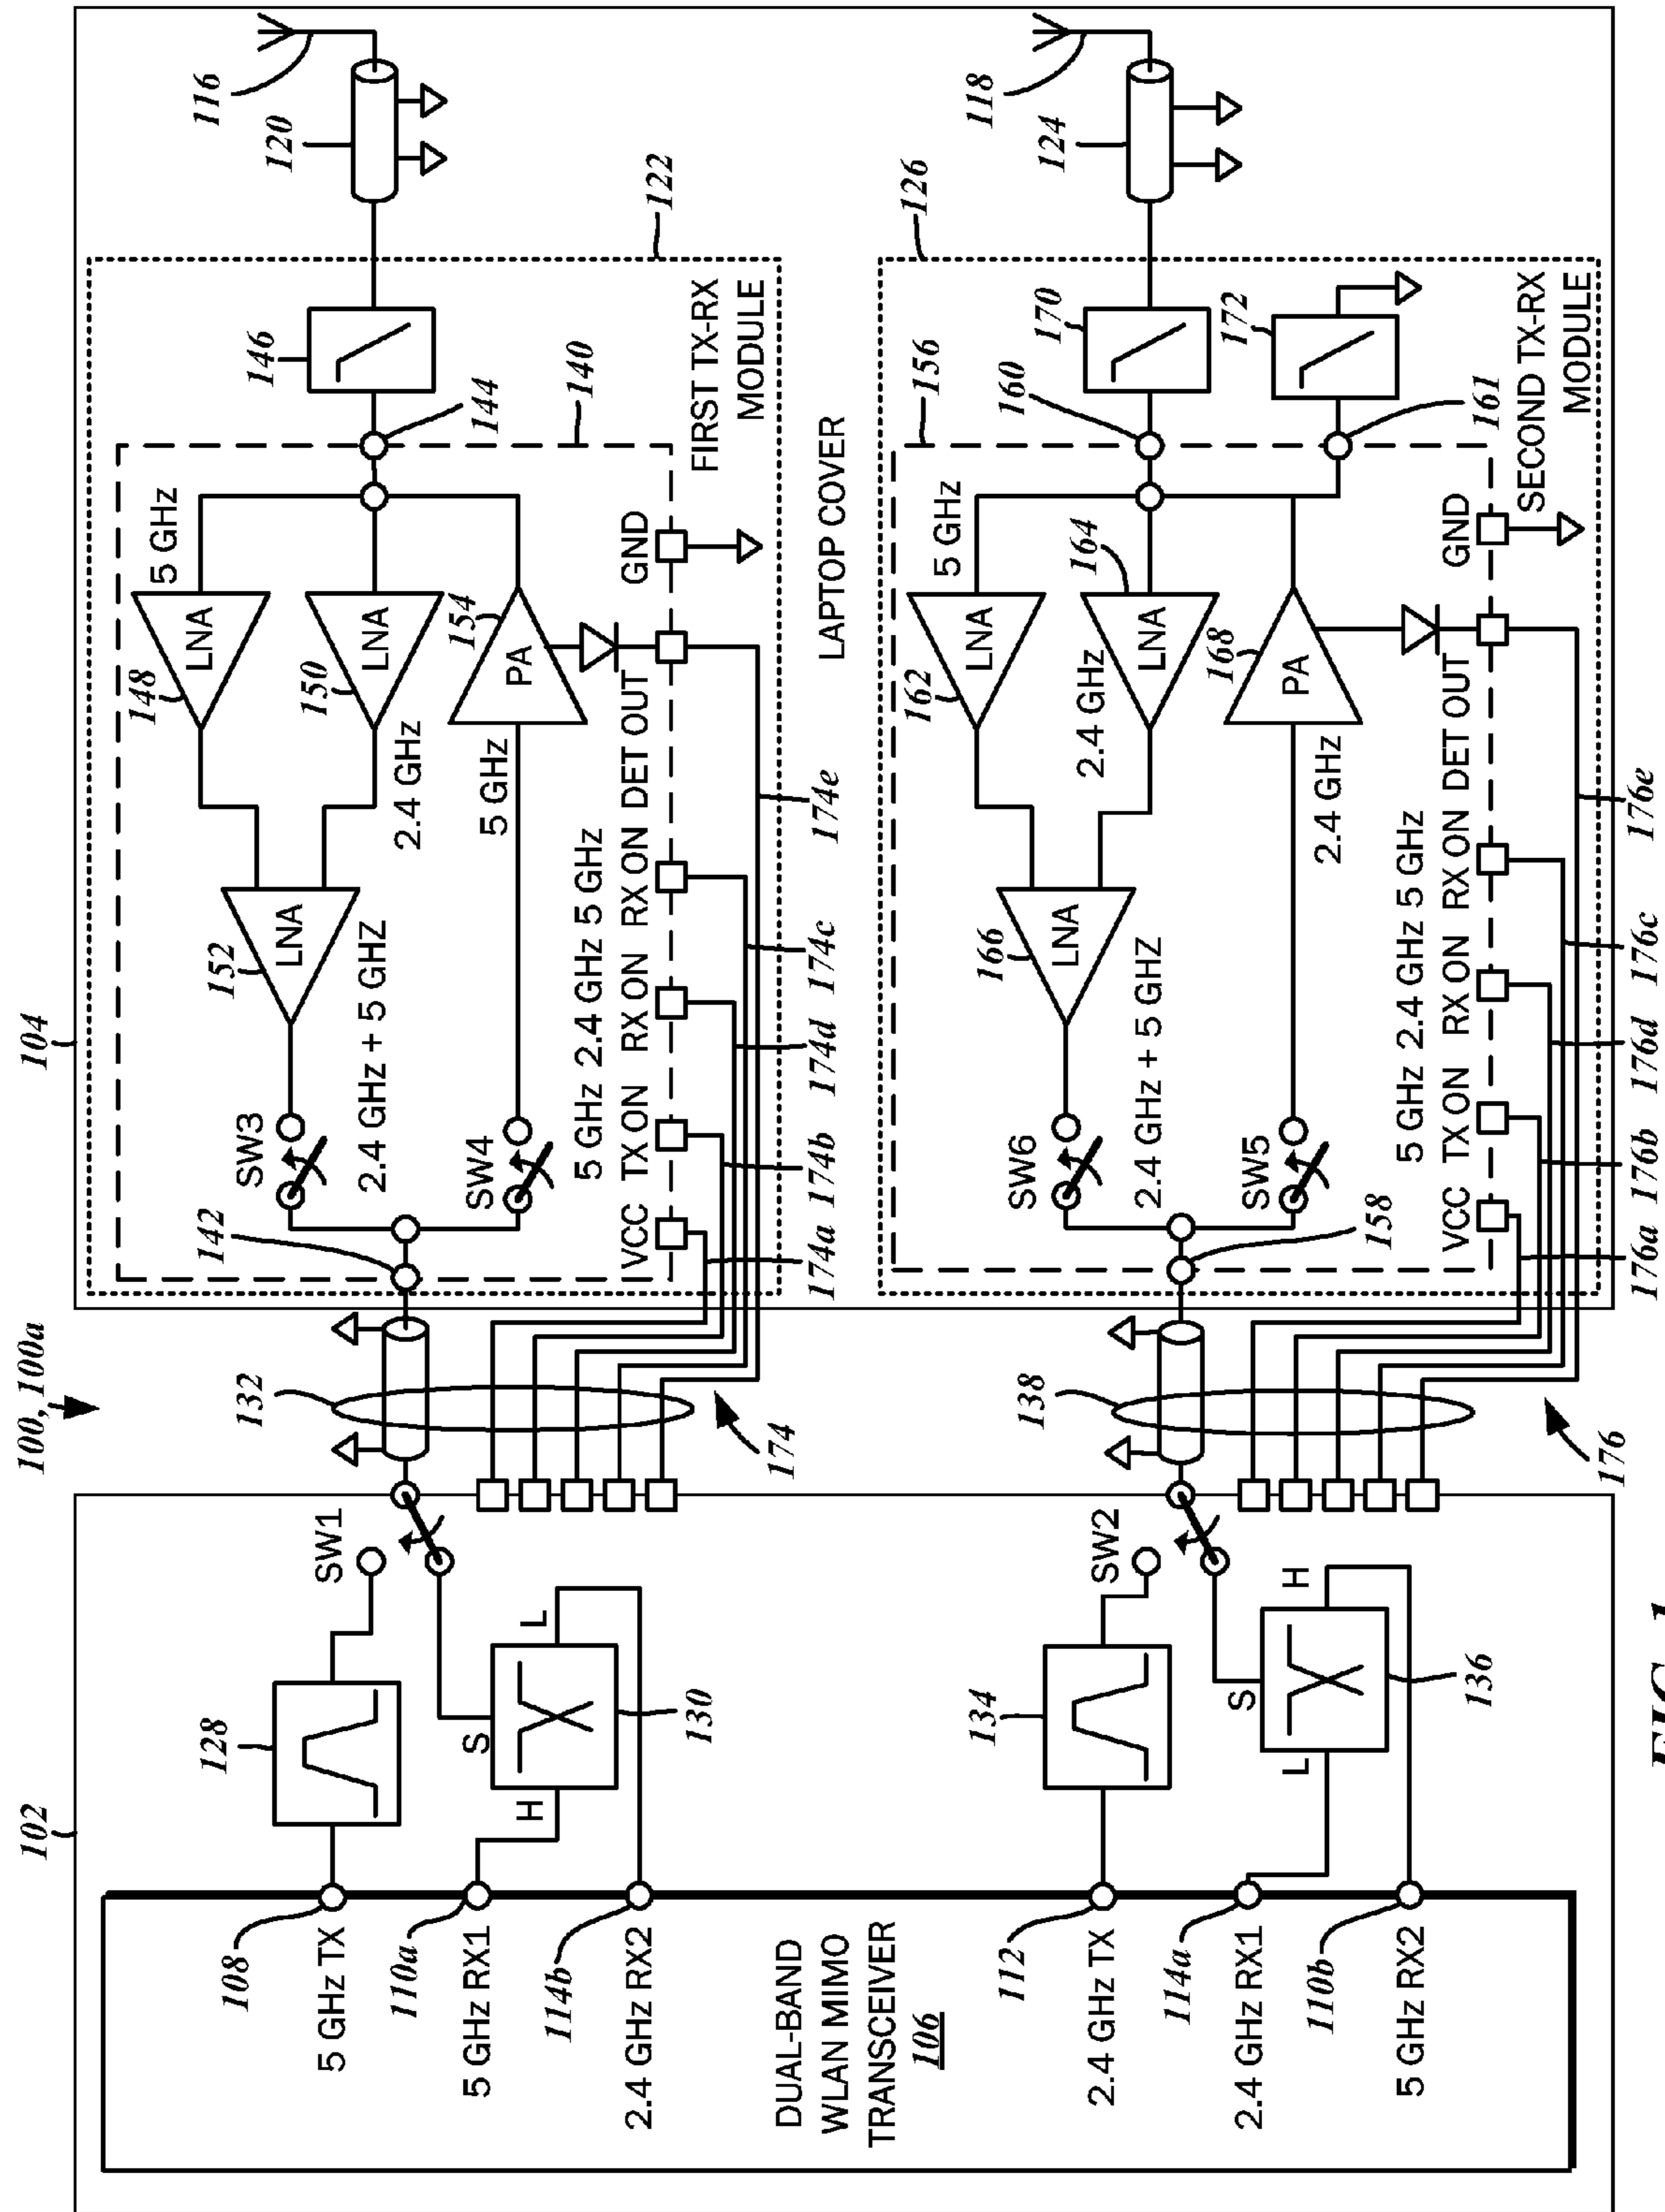 100, 100a
102
104
108
5 GHz TX
110a
5 GHz RX1
114b
2.4 GHz RX2
DUAL-BAND
WLAN MIMO
TRANSCEIVER
106
112
2.4 GHz TX
114a
2.4 GHz RX1
110b
5 GHz RX2
128
SW1
H
S
L
130
134
SW2
L
S
H
136
132
174
138
176
142
SW3
152
LNA
2.4 GHz + 5 GHZ
148
LNA
5 GHz
150
LNA
2.4 GHz
SW4
5 GHz
154
PA
144
140
146
5 GHz 2.4 GHz 5 GHz
VCC TX ON RX ON RX ON DET OUT GND
174a 174b 174d 174c 174e
FIRST TX-RX
MODULE
122
120
116
LAPTOP COVER
158
SW6
166
LNA
2.4 GHz + 5 GHZ
162
LNA
5 GHz
164
LNA
2.4 GHz
SW5
2.4 GHz
168
PA
160
156
161
170
172
5 GHz 2.4 GHz 5 GHz
VCC TX ON RX ON RX ON DET OUT GND
176a 176b 176d 176c 176e
SECOND TX-RX
MODULE
126
124
118